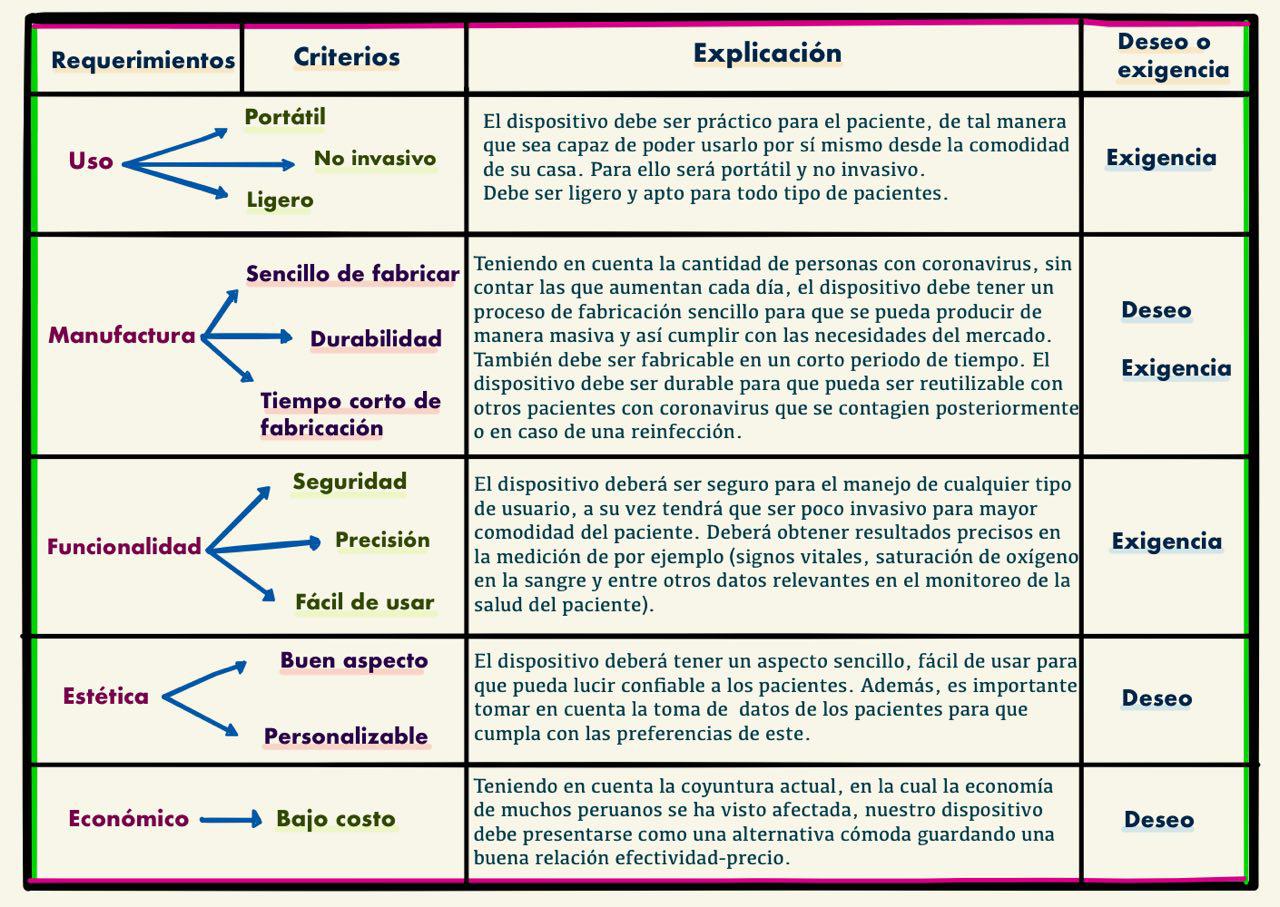 Requerimientos
Criterios
Explicación
Deseo o
exigencia
Uso
Portátil
No invasivo
Ligero
El dispositivo debe ser práctico para el paciente, de tal manera
que sea capaz de poder usarlo por sí mismo desde la comodidad
de su casa. Para ello será portátil y no invasivo.
Debe ser ligero y apto para todo tipo de pacientes.
Exigencia
Manufactura
Sencillo de fabricar
Durabilidad
Tiempo corto de
fabricación
Teniendo en cuenta la cantidad de personas con coronavirus, sin
contar las que aumentan cada día, el dispositivo debe tener un
proceso de fabricación sencillo para que se pueda producir de
manera masiva y así cumplir con las necesidades del mercado.
También debe ser fabricable en un corto periodo de tiempo. El
dispositivo debe ser durable para que pueda ser reutilizable con
otros pacientes con coronavirus que se contagien posteriormente
o en caso de una reinfección.
Deseo
Exigencia
Funcionalidad
Seguridad
Precisión
Fácil de usar
El dispositivo deberá ser seguro para el manejo de cualquier tipo
de usuario, a su vez tendrá que ser poco invasivo para mayor
comodidad del paciente. Deberá obtener resultados precisos en
la medición de por ejemplo (signos vitales, saturación de oxígeno
en la sangre y entre otros datos relevantes en el monitoreo de la
salud del paciente).
Exigencia
Estética
Buen aspecto
Personalizable
El dispositivo deberá tener un aspecto sencillo, fácil de usar para
que pueda lucir confiable a los pacientes. Además, es importante
tomar en cuenta la toma de datos de los pacientes para que
cumpla con las preferencias de este.
Deseo
Económico
Bajo costo
Teniendo en cuenta la coyuntura actual, en la cual la economía
de muchos peruanos se ha visto afectada, nuestro dispositivo
debe presentarse como una alternativa cómoda guardando una
buena relación efectividad-precio.
Deseo